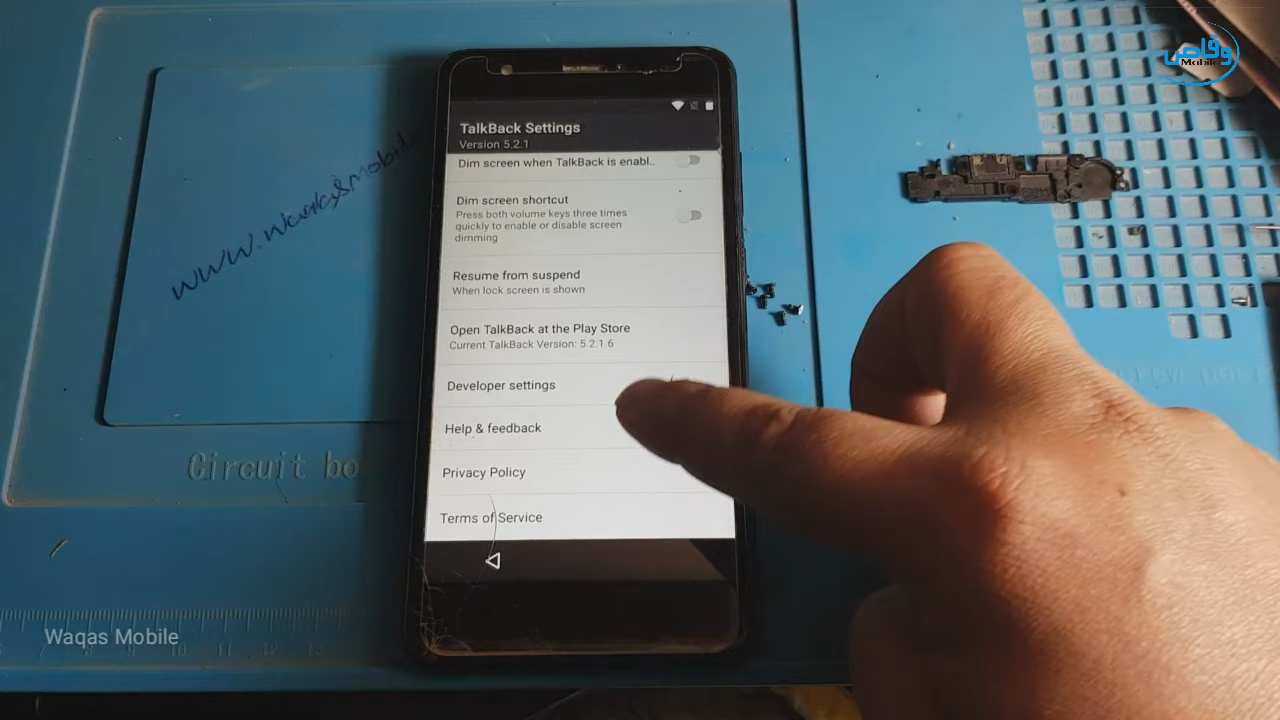 وقاص
Mobile
TalkBack Settings
Version 5.2.1
Dim screen when TalkBack is enabl..
Dim screen shortcut
Press both volume keys three times
quickly to enable or disable screen
dimming
Resume from suspend
When lock screen is shown
Open TalkBack at the Play Store
Current TalkBack Version: 5.2.1.6
Developer settings
Help & feedback
Privacy Policy
Terms of Service
Circuit bo
Waqas Mobile